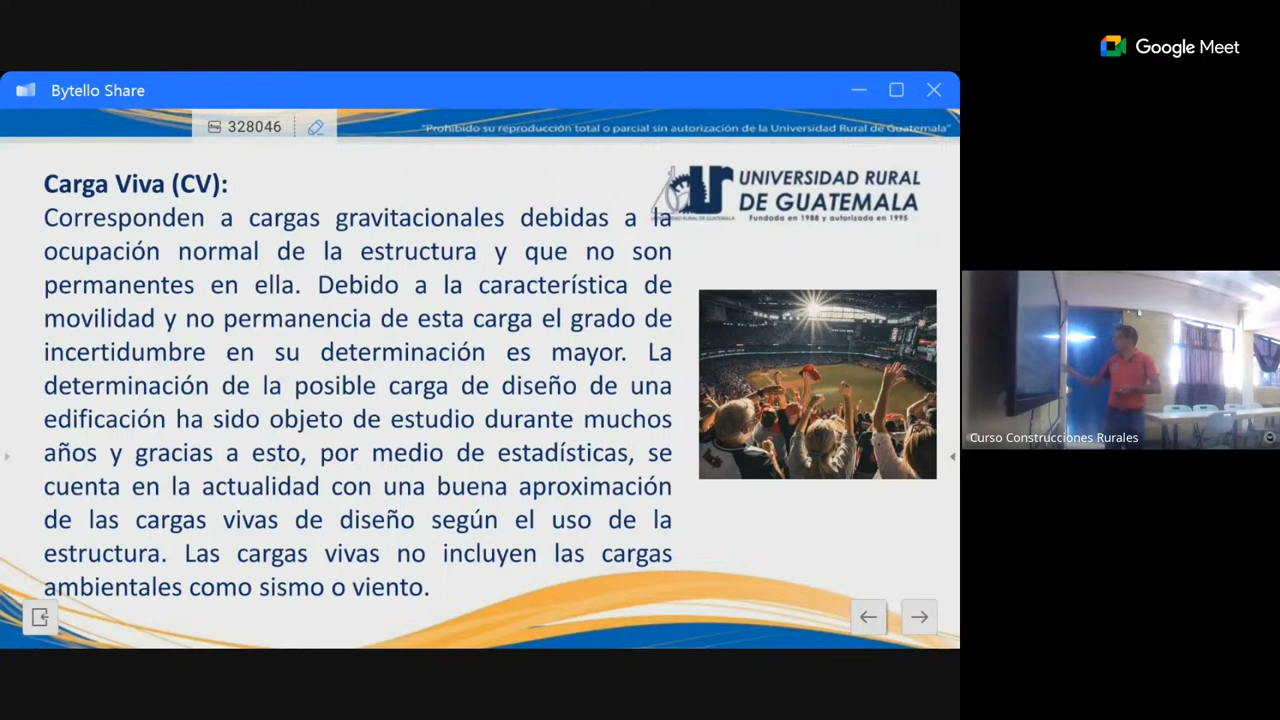 Google Meet
Bytello Share
328046
"Prohibido su reproducción total o parcial sin autorización de la Universidad Rural de Guatemala"
Carga Viva (CV):
Corresponden a cargas gravitacionales debidas a la
ocupación normal de la estructura y que no son
permanentes en ella. Debido a la característica de
movilidad y no permanencia de esta carga el grado de
incertidumbre en su determinación es mayor. La
determinación de la posible carga de diseño de una
edificación ha sido objeto de estudio durante muchos
años y gracias a esto, por medio de estadísticas, se
cuenta en la actualidad con una buena aproximación
de las cargas vivas de diseño según el uso de la
estructura. Las cargas vivas no incluyen las cargas
ambientales como sismo o viento.
UNIVERSIDAD RURAL
DE GUATEMALA
Fundada en 1988 y autorizada en 1995
Curso Construcciones Rurales